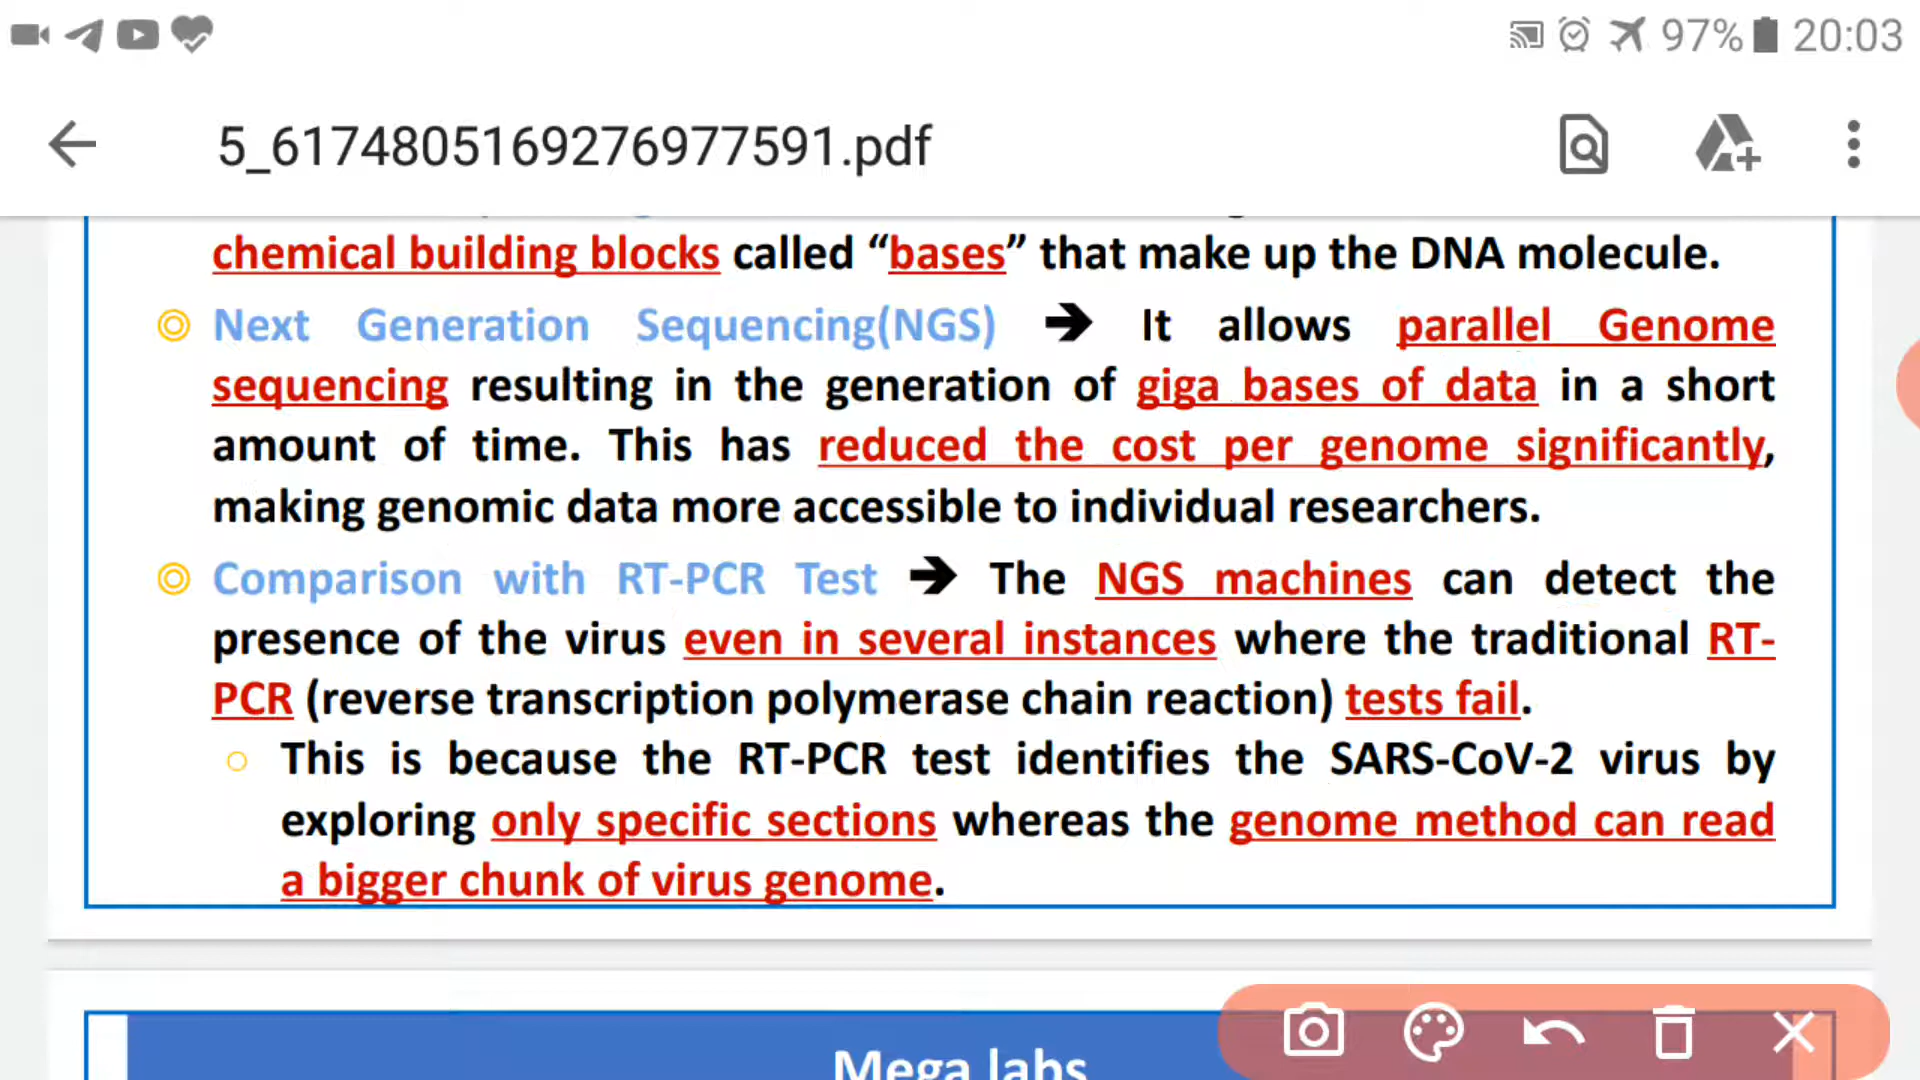 97% 20:03
5_6174805169276977591.pdf
chemical building blocks called “bases” that make up the DNA molecule.
Next Generation Sequencing(NGS) ➔ It allows parallel Genome
sequencing resulting in the generation of giga bases of data in a short
amount of time. This has reduced the cost per genome significantly,
making genomic data more accessible to individual researchers.
Comparison with RT-PCR Test ➔ The NGS machines can detect the
presence of the virus even in several instances where the traditional RT-
PCR (reverse transcription polymerase chain reaction) tests fail.
This is because the RT-PCR test identifies the SARS-CoV-2 virus by
exploring only specific sections whereas the genome method can read
a bigger chunk of virus genome.
Mega labs